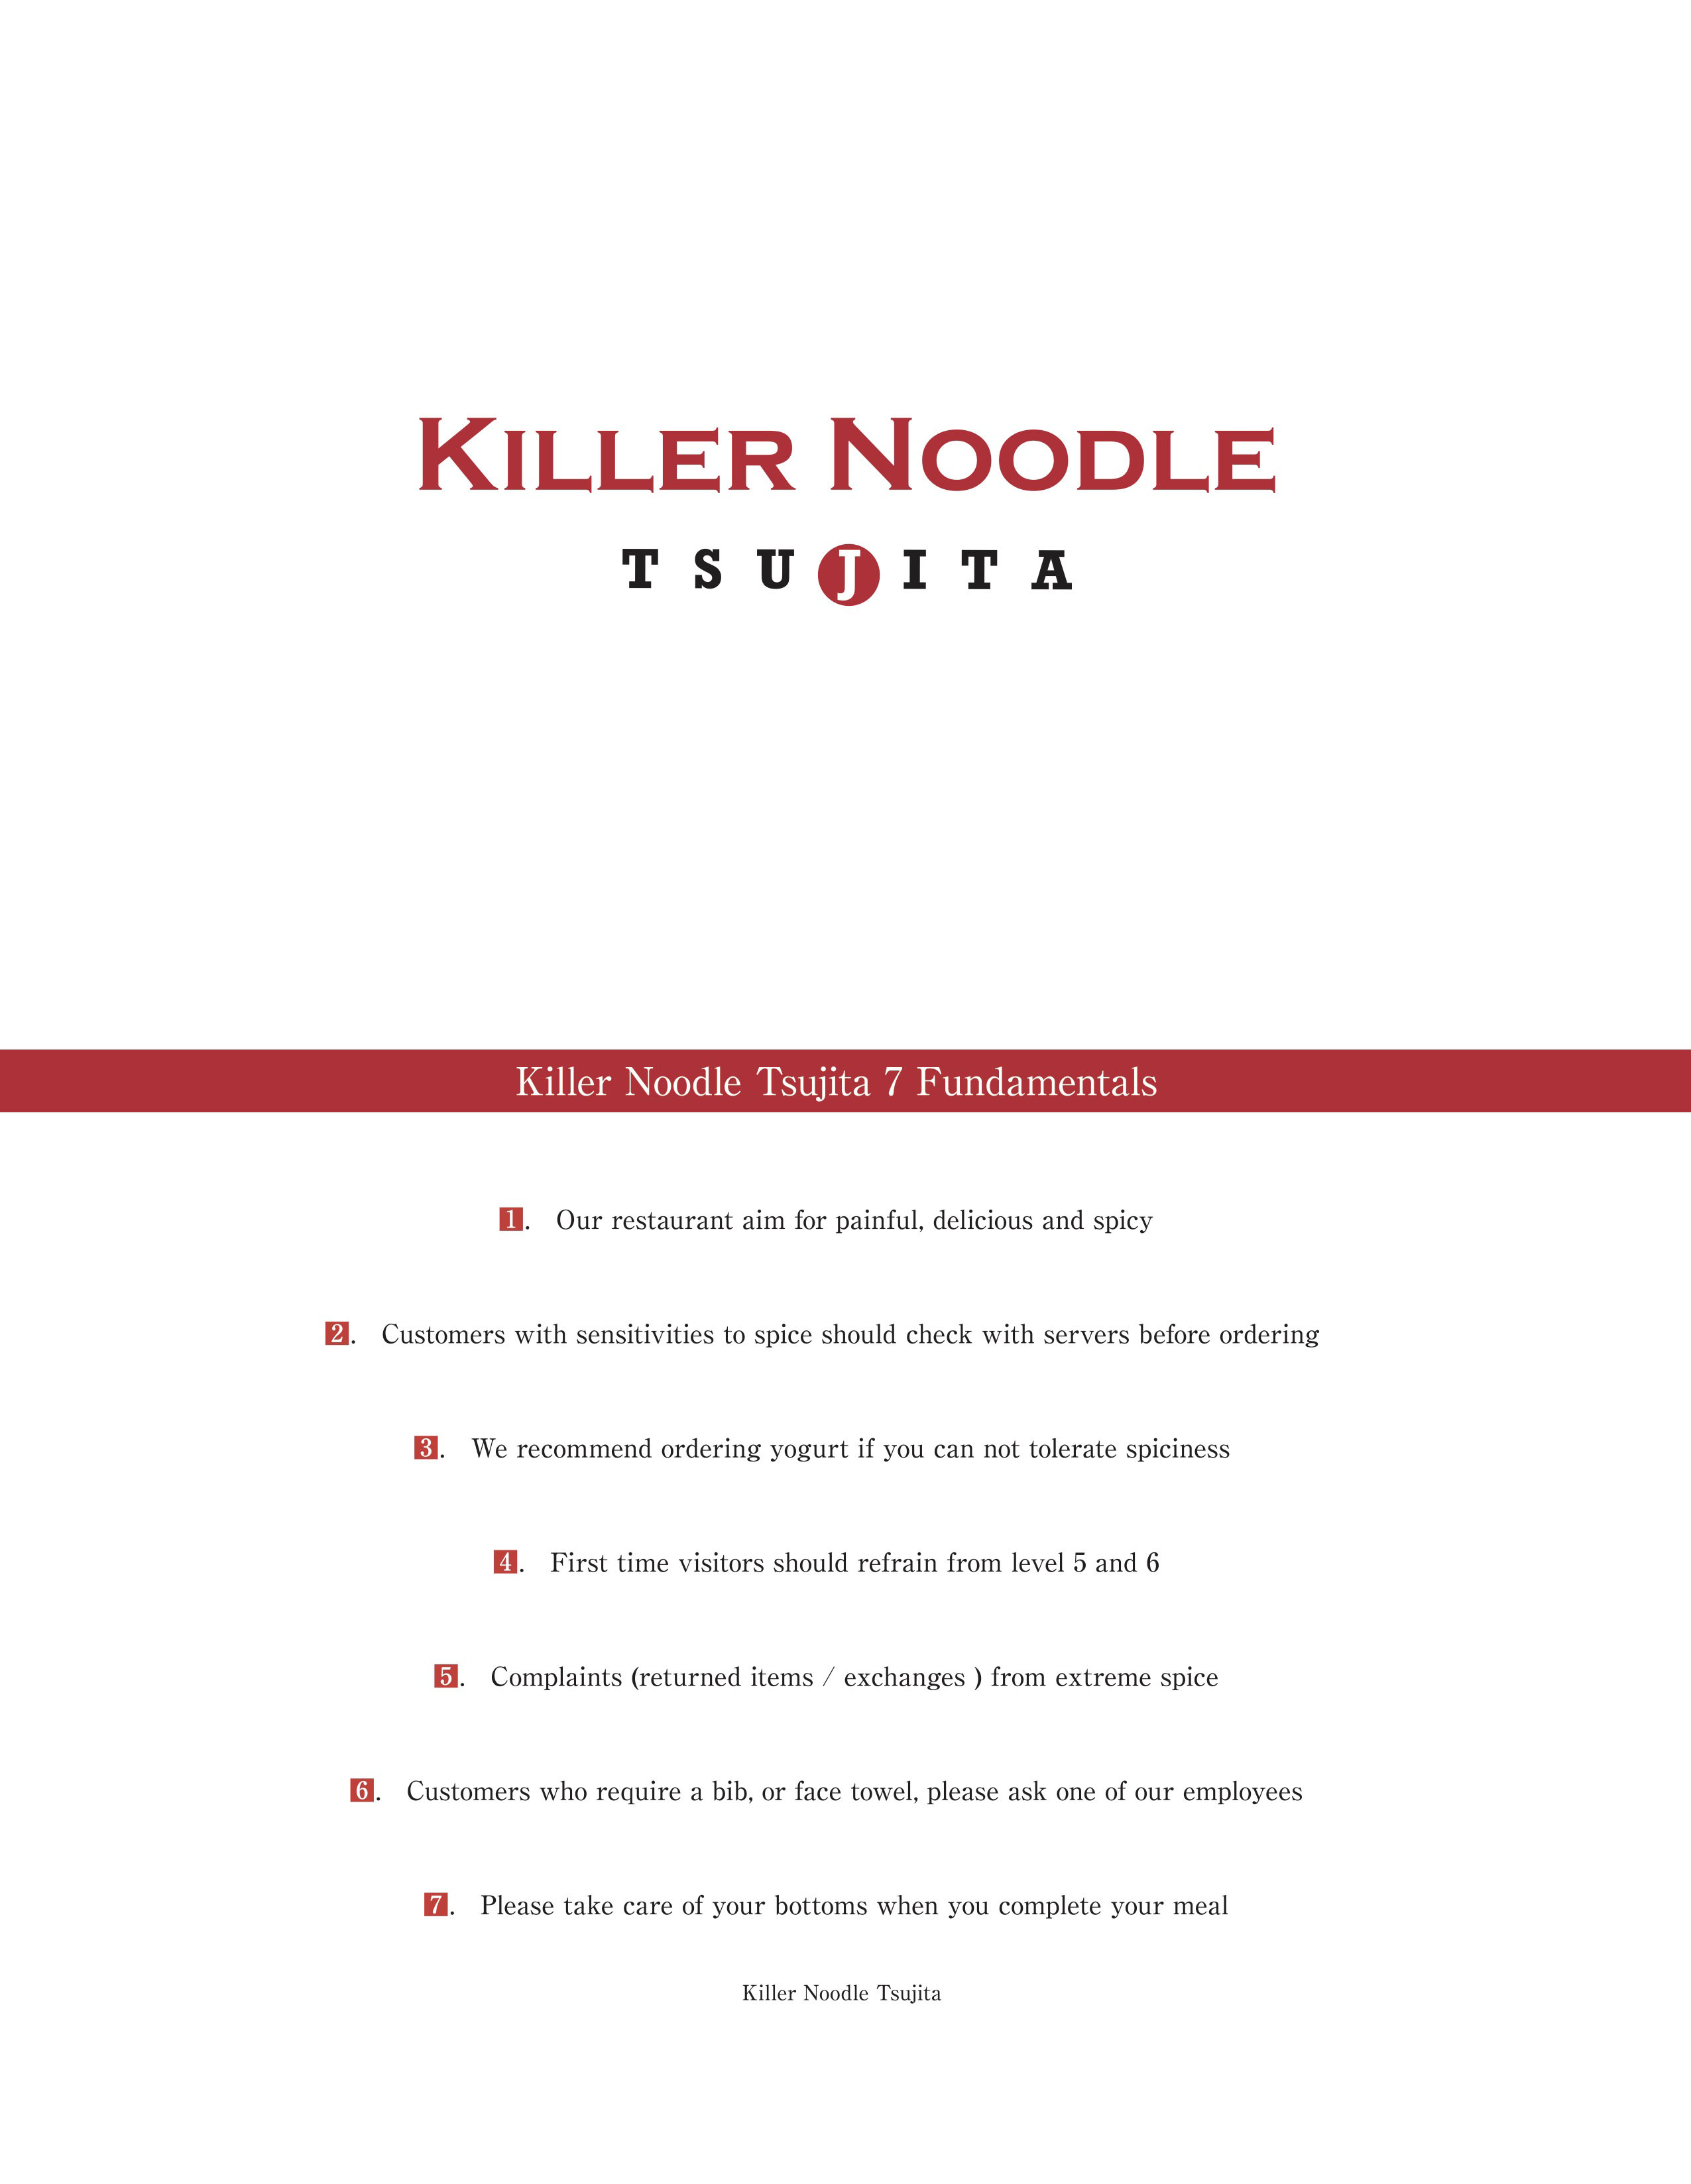 KILLER NOODLE
TSUJITA
Killer Noodle Tsujita 7 Fundamentals
1. Our restaurant aim for painful, delicious and spicy
2. Customers with sensitivities to spice should check with servers before ordering
3. We recommend ordering yogurt if you can not tolerate spiciness
4. First time visitors should refrain from level 5 and 6
5. Complaints (returned items / exchanges ) from extreme spice
6. Customers who require a bib, or face towel, please ask one of our employees
7. Please take care of your bottoms when you complete your meal
Killer Noodle Tsujita